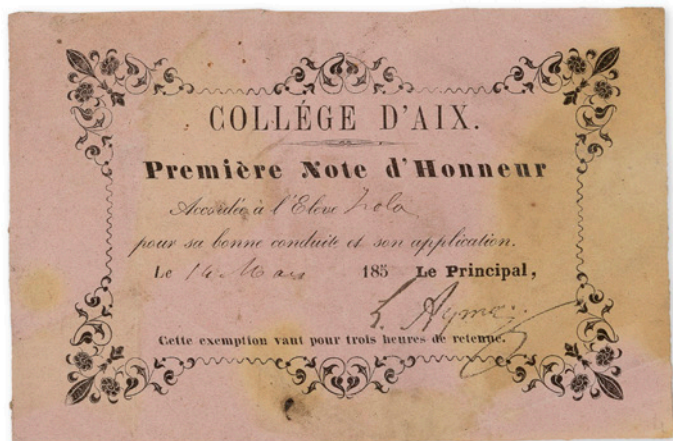 COLLÉGE D'AIX.
Première Note d'Honneur
Accordée à l'Elève Zola
pour sa bonne conduite et son application.
Le 14 Mars 185 Le Principal,
Cette exemption vaut pour trois heures de retenue.